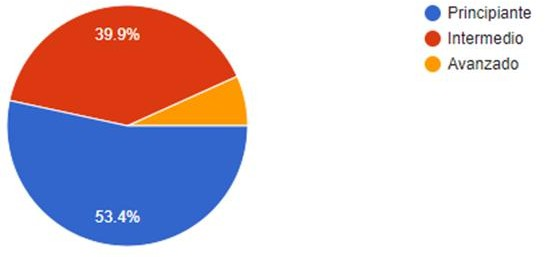 39.9%
53.4%
Principiante
Intermedio
Avanzado